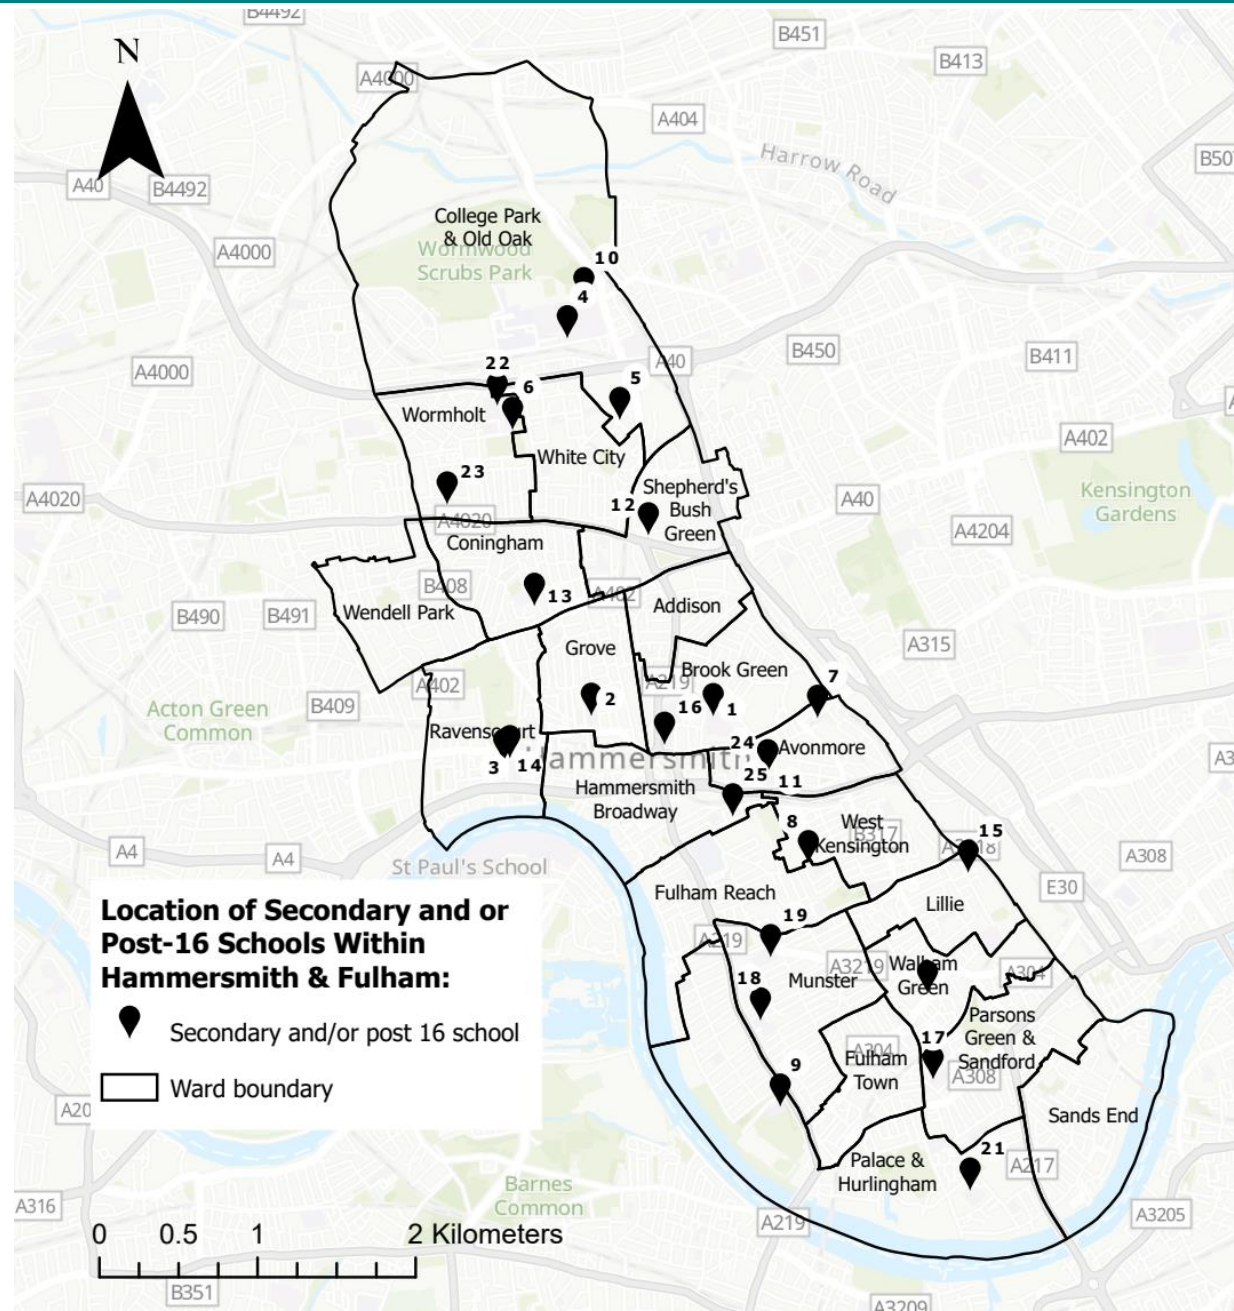 B4492
B451
N
A4000
B413
A404
Harrow Road
A40
B4492
College Park
& Old Oak
A4000
Wormwood
Scrubs Park
10
4
A4000
A40
B450
B411
22
6
5
Wormholt
A402
White City
23
12
Shepherd's
Bush
Green
A4020
A40
Kensington
Gardens
A4020
A4204
Coningham
B408
13
A402
B490
B491
Wendell Park
Addison
A315
Grove
Brook Green
7
A402
A219
B409
2
16
1
Acton Green
Common
Ravenscourt
24
Avonmore
Hammersmith
3
14
25
11
Hammersmith
Broadway
8
West
Kensington
B317
15
A3218
A4
A4
St Paul's School
A308
E30
Fulham Reach
Lillie
Location of Secondary and or
Post-16 Schools Within
Hammersmith & Fulham:
19
A219
A3219
Walham
Green
A304
18
Munster
Secondary and/or post 16 school
Parsons
Green &
Sandford
17
A304
Fulham
Town
A308
9
Ward boundary
Sands End
21
Palace &
Hurlingham
A217
Barnes
Common
A316
A219
A3205
0 0.5 1 2 Kilometers
B351
A3209